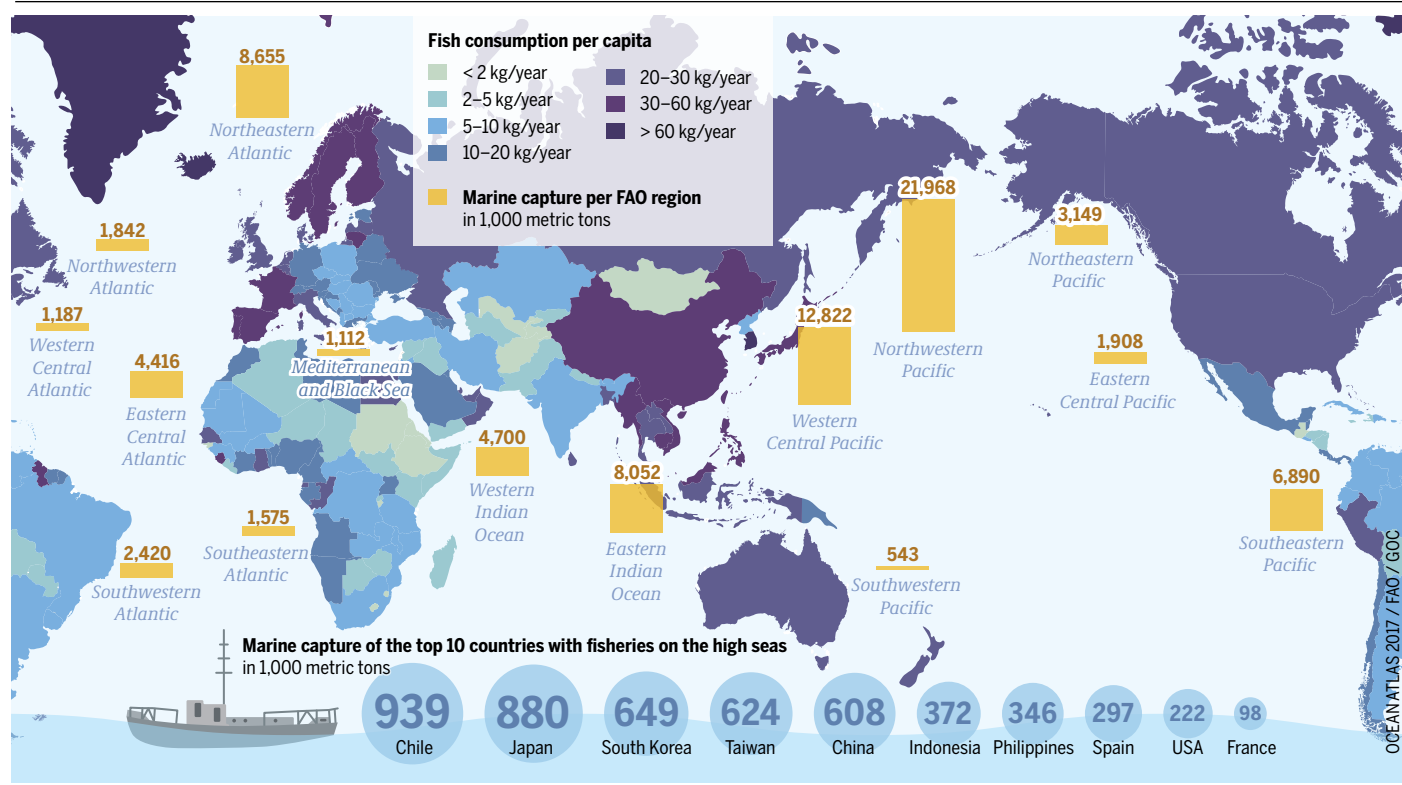 Fish consumption per capita
< 2 kg/year
2–5 kg/year
5–10 kg/year
10–20 kg/year
20–30 kg/year
30–60 kg/year
> 60 kg/year
Marine capture per FAO region
in 1,000 metric tons
8,655
Northeastern
Atlantic
1,842
Northwestern
Atlantic
1,187
Western
Central
Atlantic
4,416
Eastern
Central
Atlantic
1,112
Mediterranean
and Black Sea
21,968
Northwestern
Pacific
3,149
Northeastern
Pacific
12,822
Western
Central Pacific
1,908
Eastern
Central Pacific
4,700
Western
Indian
Ocean
8,052
Eastern
Indian
Ocean
6,890
Southeastern
Pacific
1,575
Southeastern
Atlantic
2,420
Southwestern
Atlantic
543
Southwestern
Pacific
Marine capture of the top 10 countries with fisheries on the high seas
in 1,000 metric tons
939
Chile
880
Japan
649
South Korea
624
Taiwan
608
China
372
Indonesia
346
Philippines
297
Spain
222
USA
98
France
OCEAN ATLAS 2017 / FAO / GOC